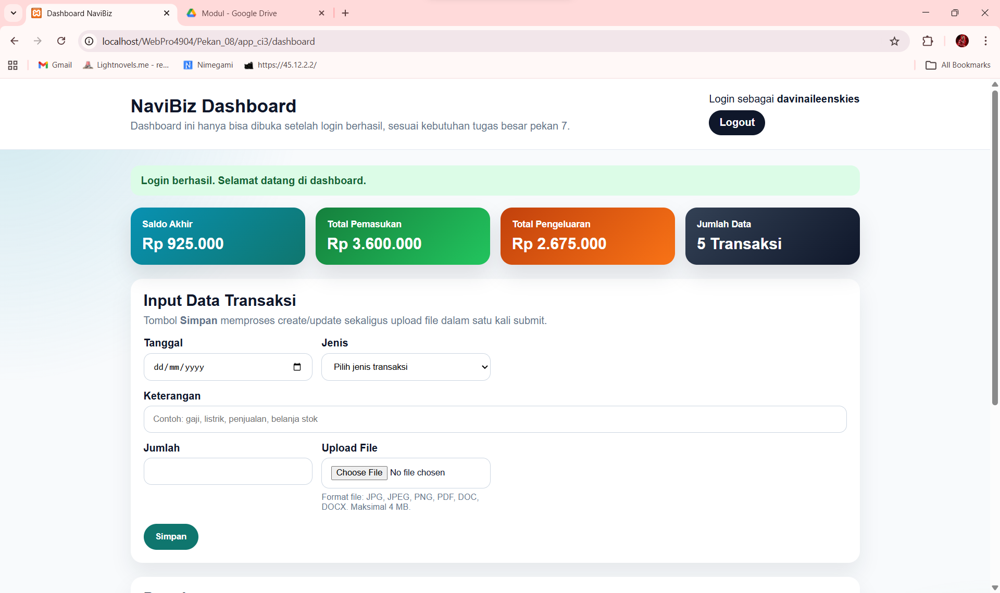 Dashboard NaviBiz
Modul - Google Drive
localhost/WebPro4904/Pekan_08/app_ci3/dashboard
Gmail
Lightnovels.me - re...
Nimegami
https://45.12.2.2/
All Bookmarks
NaviBiz Dashboard
Dashboard ini hanya bisa dibuka setelah login berhasil, sesuai kebutuhan tugas besar pekan 7.
Login sebagai davinaileenskies
Logout
Login berhasil. Selamat datang di dashboard.
Saldo Akhir
Rp 925.000
Total Pemasukan
Rp 3.600.000
Total Pengeluaran
Rp 2.675.000
Jumlah Data
5 Transaksi
Input Data Transaksi
Tombol Simpan memproses create/update sekaligus upload file dalam satu kali submit.
Tanggal
dd/mm/yyyy
Jenis
Pilih jenis transaksi
Keterangan
Contoh: gaji, listrik, penjualan, belanja stok
Jumlah
Upload File
Choose File No file chosen
Format file: JPG, JPEG, PNG, PDF, DOC,
DOCX. Maksimal 4 MB.
Simpan